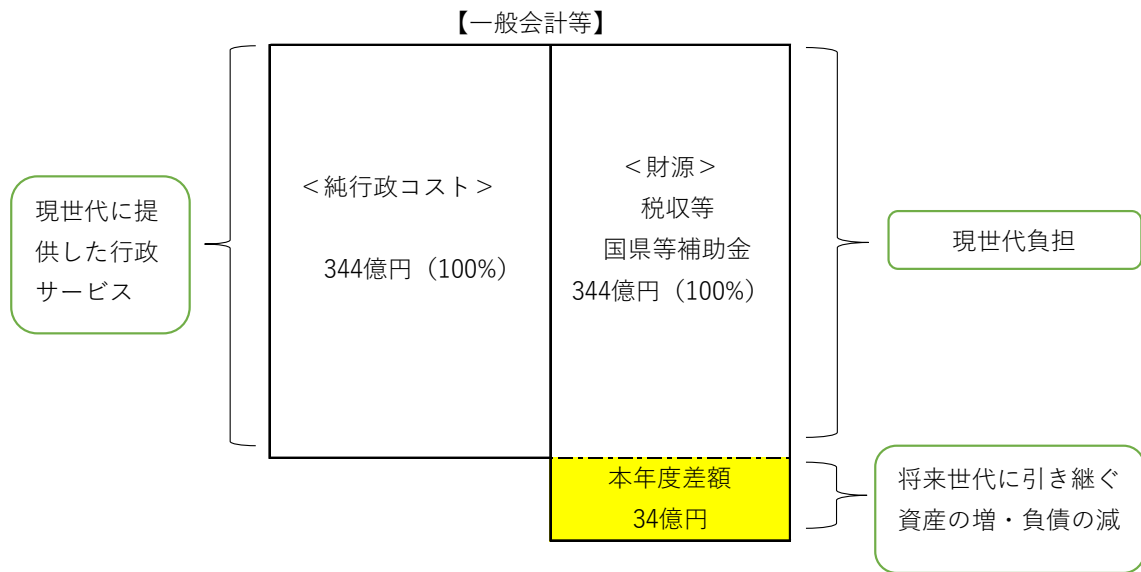 【一般会計等】
現世代に提
供した行政
サービス
＜純行政コスト＞
344億円（100%）
＜財源＞
税収等
国県等補助金
344億円（100%）
現世代負担
本年度差額
34億円
将来世代に引き継ぐ
資産の増・負債の減